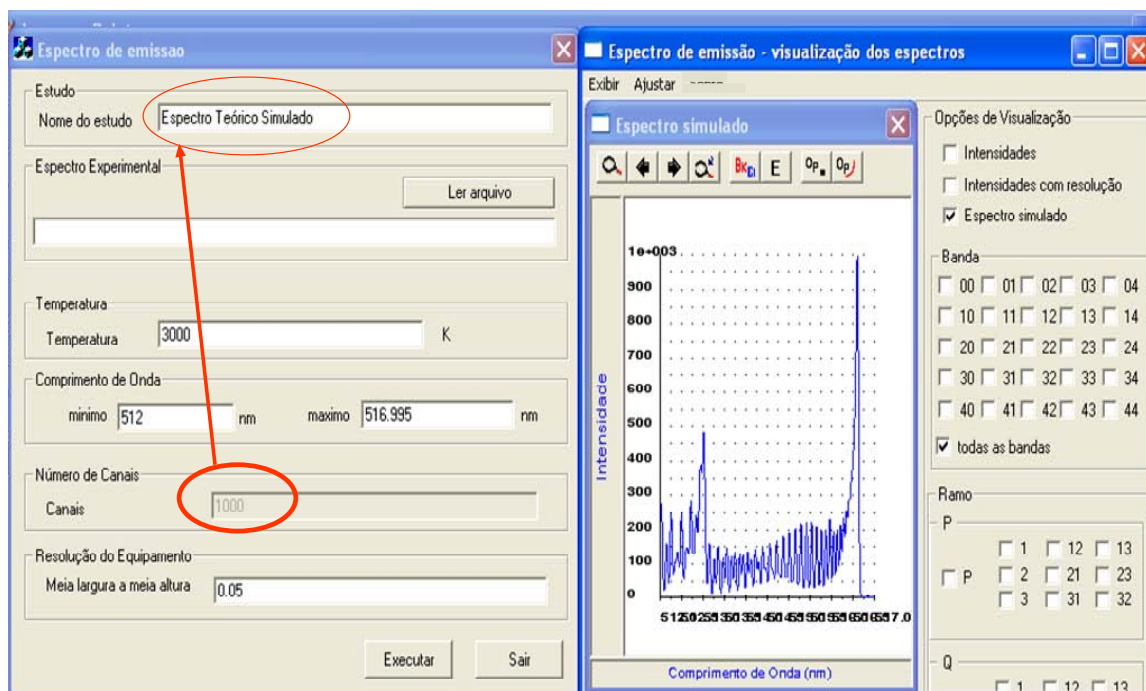 Espectro de emissao
Estudo
Nome do estudo Espectro Teórico Simulado
Espectro Experimental
Ler arquivo
Temperatura
Temperatura 3000 K
Comprimento de Onda
minimo 512 nm maximo 516.995 nm
Número de Canais
Canais 1000
Resolução do Equipamento
Meia largura a meia altura 0.05
Executar Sair
Espectro de emissão - visualização dos espectros
Exibir Ajustar
Espectro simulado
E
1e+003
900
800
700
600
500
400
300
200
100
0
Intensidade
Comprimento de Onda (nm)
Opções de Visualização
Intensidades
Intensidades com resolução
Espectro simulado
Banda
00 01 02 03 04
10 11 12 13 14
20 21 22 23 24
30 31 32 33 34
40 41 42 43 44
todas as bandas
Ramo
P
1 12 13
P 2 21 23
3 31 32
Q
1 12 13